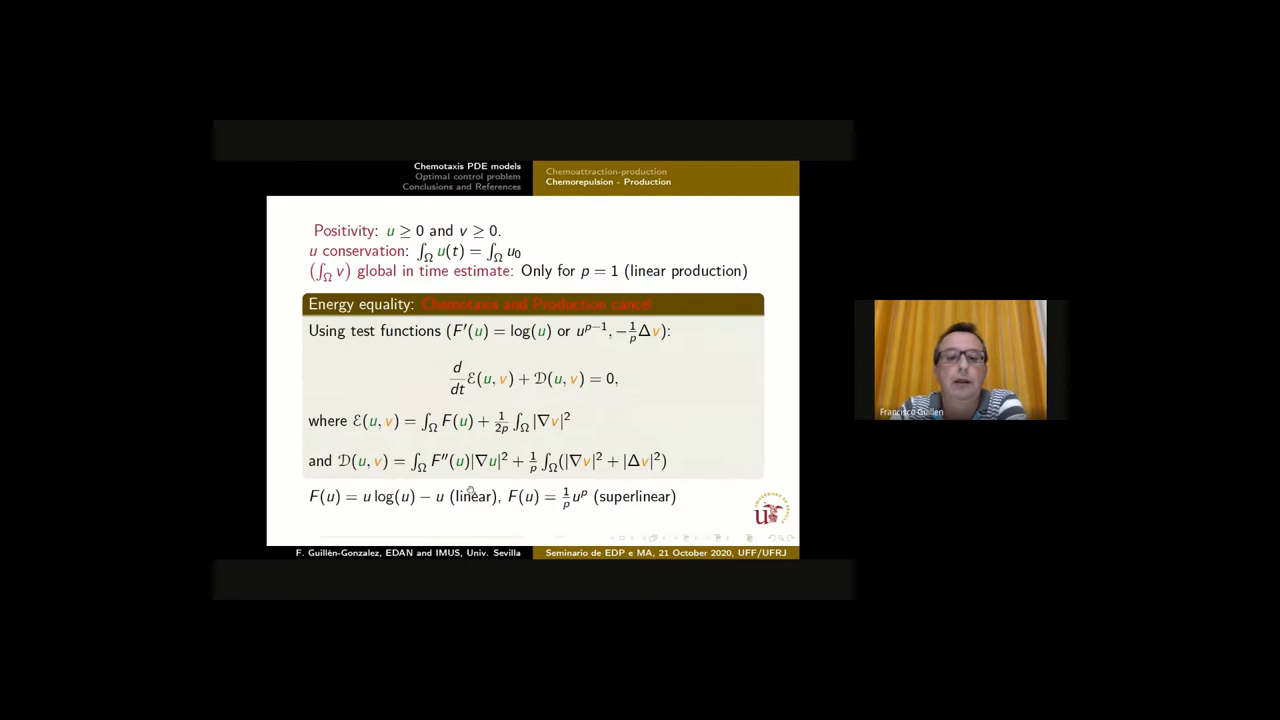 Chemotaxis PDE models
Optimal control problem
Conclusions and References
Chemoattraction-production
Chemorepulsion - Production
Positivity: u ≥ 0 and v ≥ 0.
u conservation: ∫_Ω u(t) = ∫_Ω u₀
(∫_Ω v) global in time estimate: Only for p = 1 (linear production)
Energy equality: Chemotaxis and Production cancel
Using test functions (F′(u) = log(u) or u^{p−1}, −1/p Δv):
d/dt ℰ(u, v) + 𝒟(u, v) = 0,
where ℰ(u, v) = ∫_Ω F(u) + 1/2p ∫_Ω |∇v|²
and 𝒟(u, v) = ∫_Ω F″(u)|∇u|² + 1/p ∫_Ω (|∇v|² + |Δv|²)
F(u) = u log(u) − u (linear), F(u) = 1/p u^p (superlinear)
F. Guillén-Gonzalez, EDAN and IMUS, Univ. Sevilla
Seminario de EDP e MA, 21 October 2020, UFF/UFRJ
Francisco Guillen